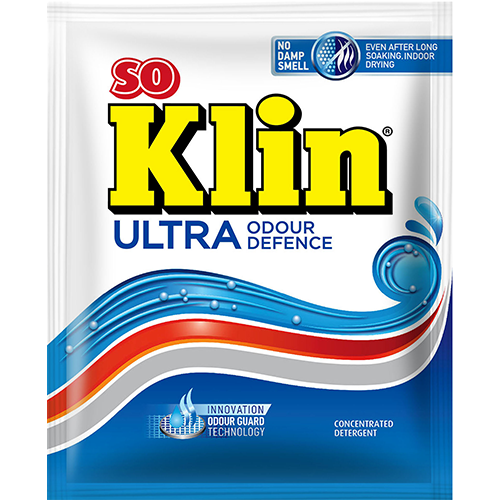 NO
DAMP
SMELL
EVEN AFTER LONG
SOAKING,INDOOR
DRYING
SO
Klin®
ULTRA ODOUR
DEFENCE
INNOVATION
ODOUR GUARD
TECHNOLOGY
CONCENTRATED
DETERGENT